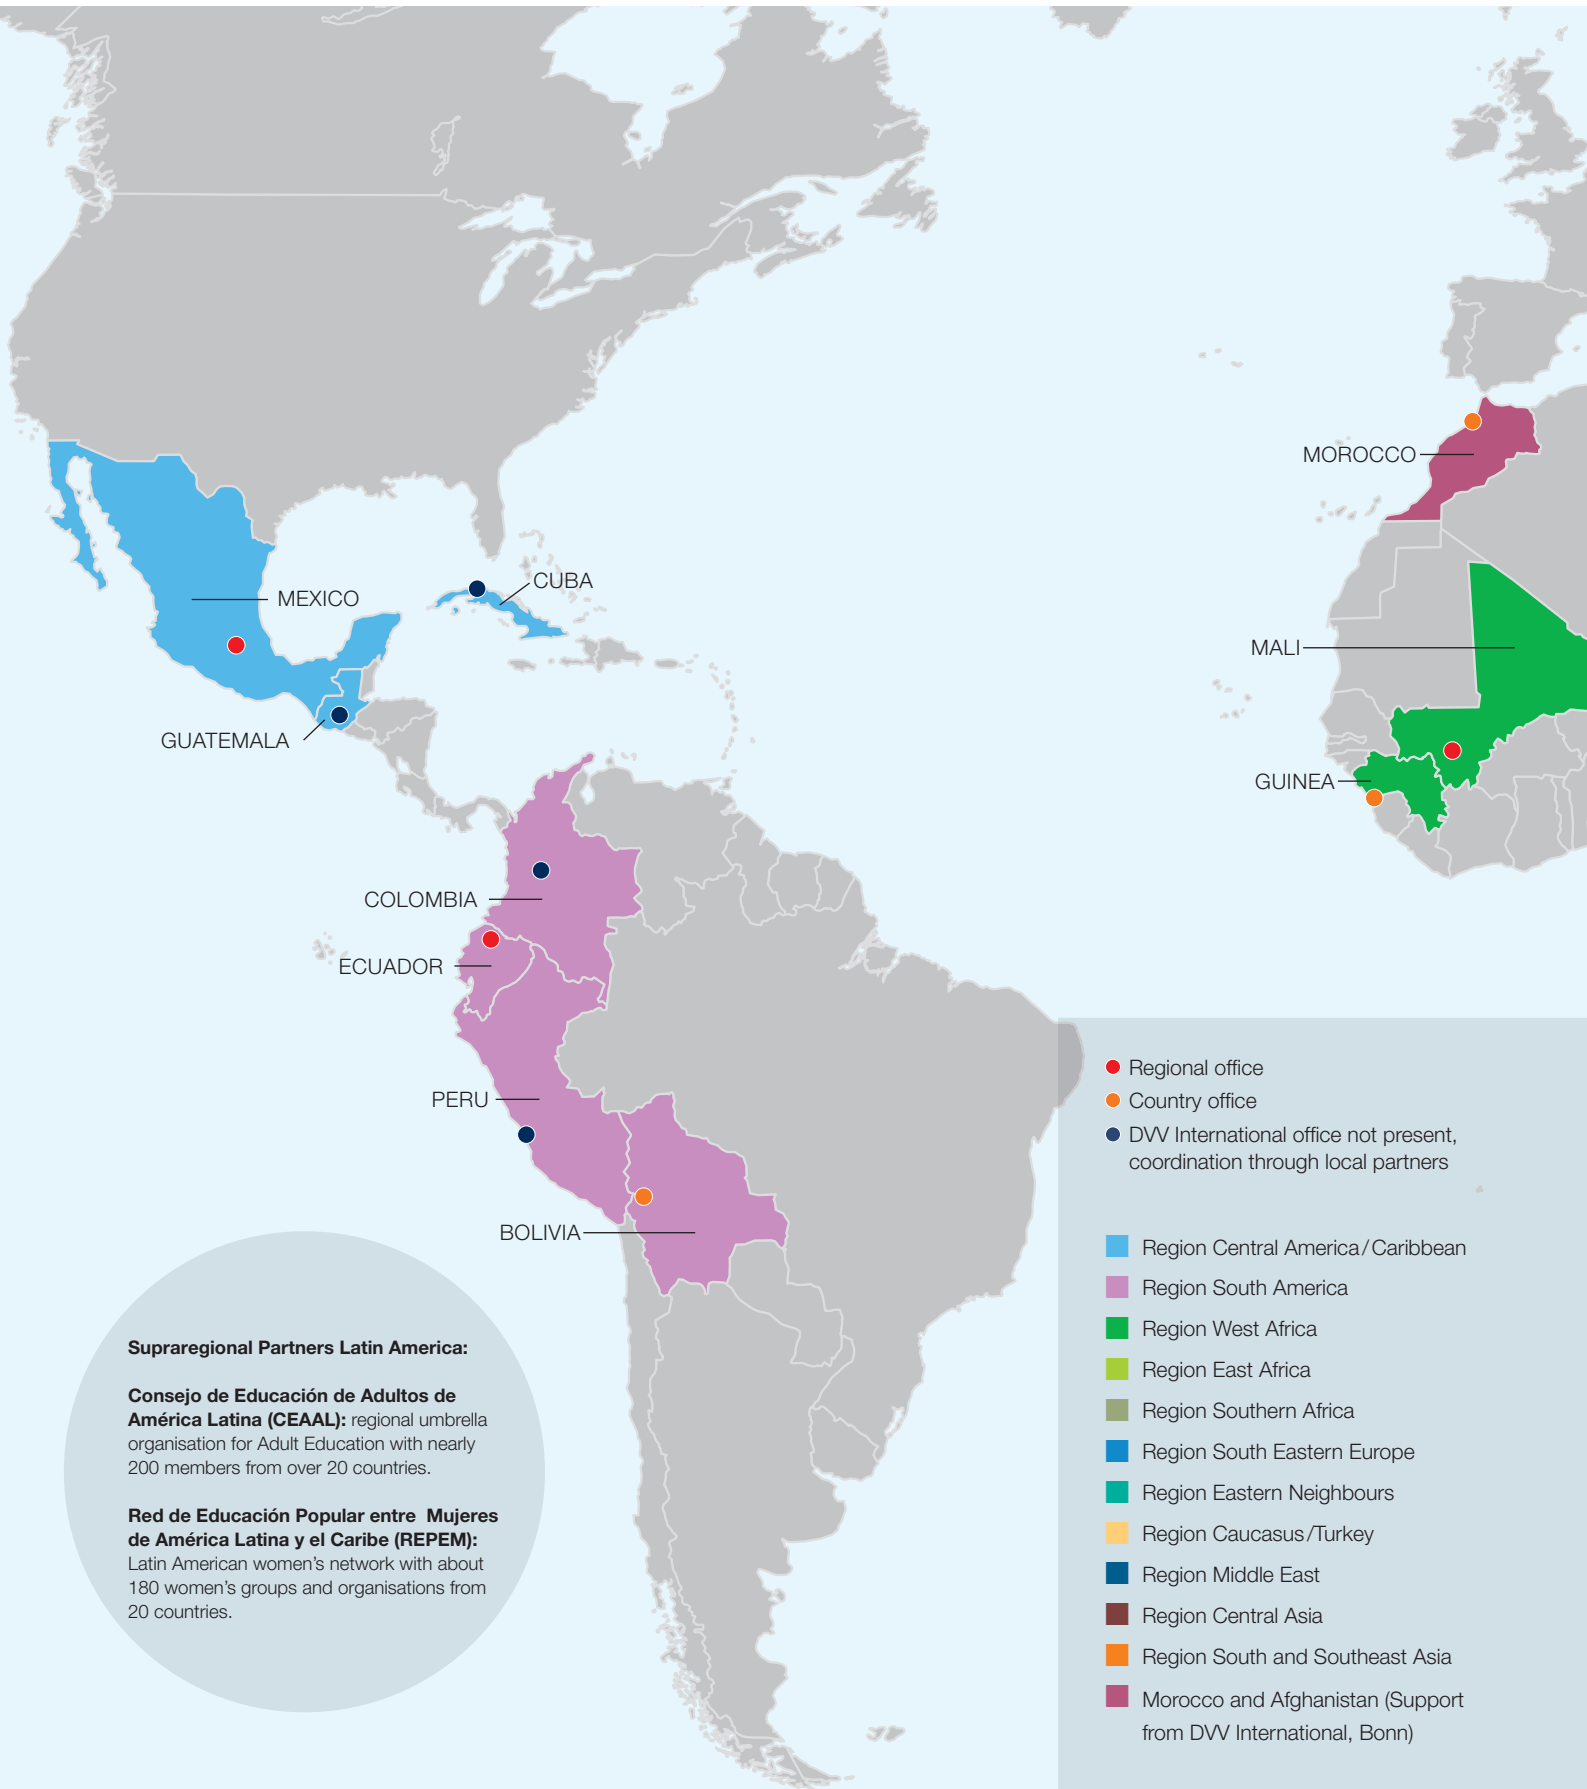 MOROCCO
CUBA
MEXICO
MALI
GUATEMALA
GUINEA
COLOMBIA
ECUADOR
PERU
BOLIVIA
Regional office
Country office
DVV International office not present,
coordination through local partners
Region Central America/Caribbean
Region South America
Region West Africa
Region East Africa
Region Southern Africa
Region South Eastern Europe
Region Eastern Neighbours
Region Caucasus/Turkey
Region Middle East
Region Central Asia
Region South and Southeast Asia
Morocco and Afghanistan (Support
from DVV International, Bonn)
Supraregional Partners Latin America:
Consejo de Educación de Adultos de
América Latina (CEAAL): regional umbrella
organisation for Adult Education with nearly
200 members from over 20 countries.
Red de Educación Popular entre Mujeres
de América Latina y el Caribe (REPEM):
Latin American women's network with about
180 women's groups and organisations from
20 countries.